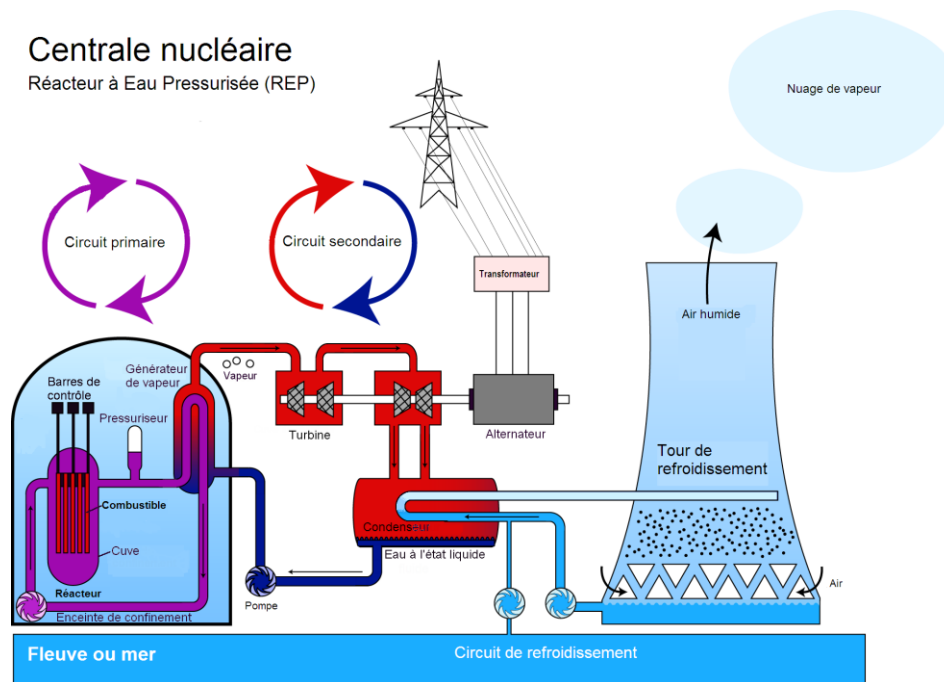 Centrale nucléaire
Réacteur à Eau Pressurisée (REP)
Nuage de vapeur
Circuit primaire
Circuit secondaire
Transformateur
Air humide
Générateur
de vapeur
Vapeur
Barres de
contrôle
Pressuriseur
Turbine
Alternateur
Tour de
refroidissement
Combustible
Cuve
Réacteur
Enceinte de confinement
Pompe
Eau à l'état liquide
Air
Fleuve ou mer
Circuit de refroidissement